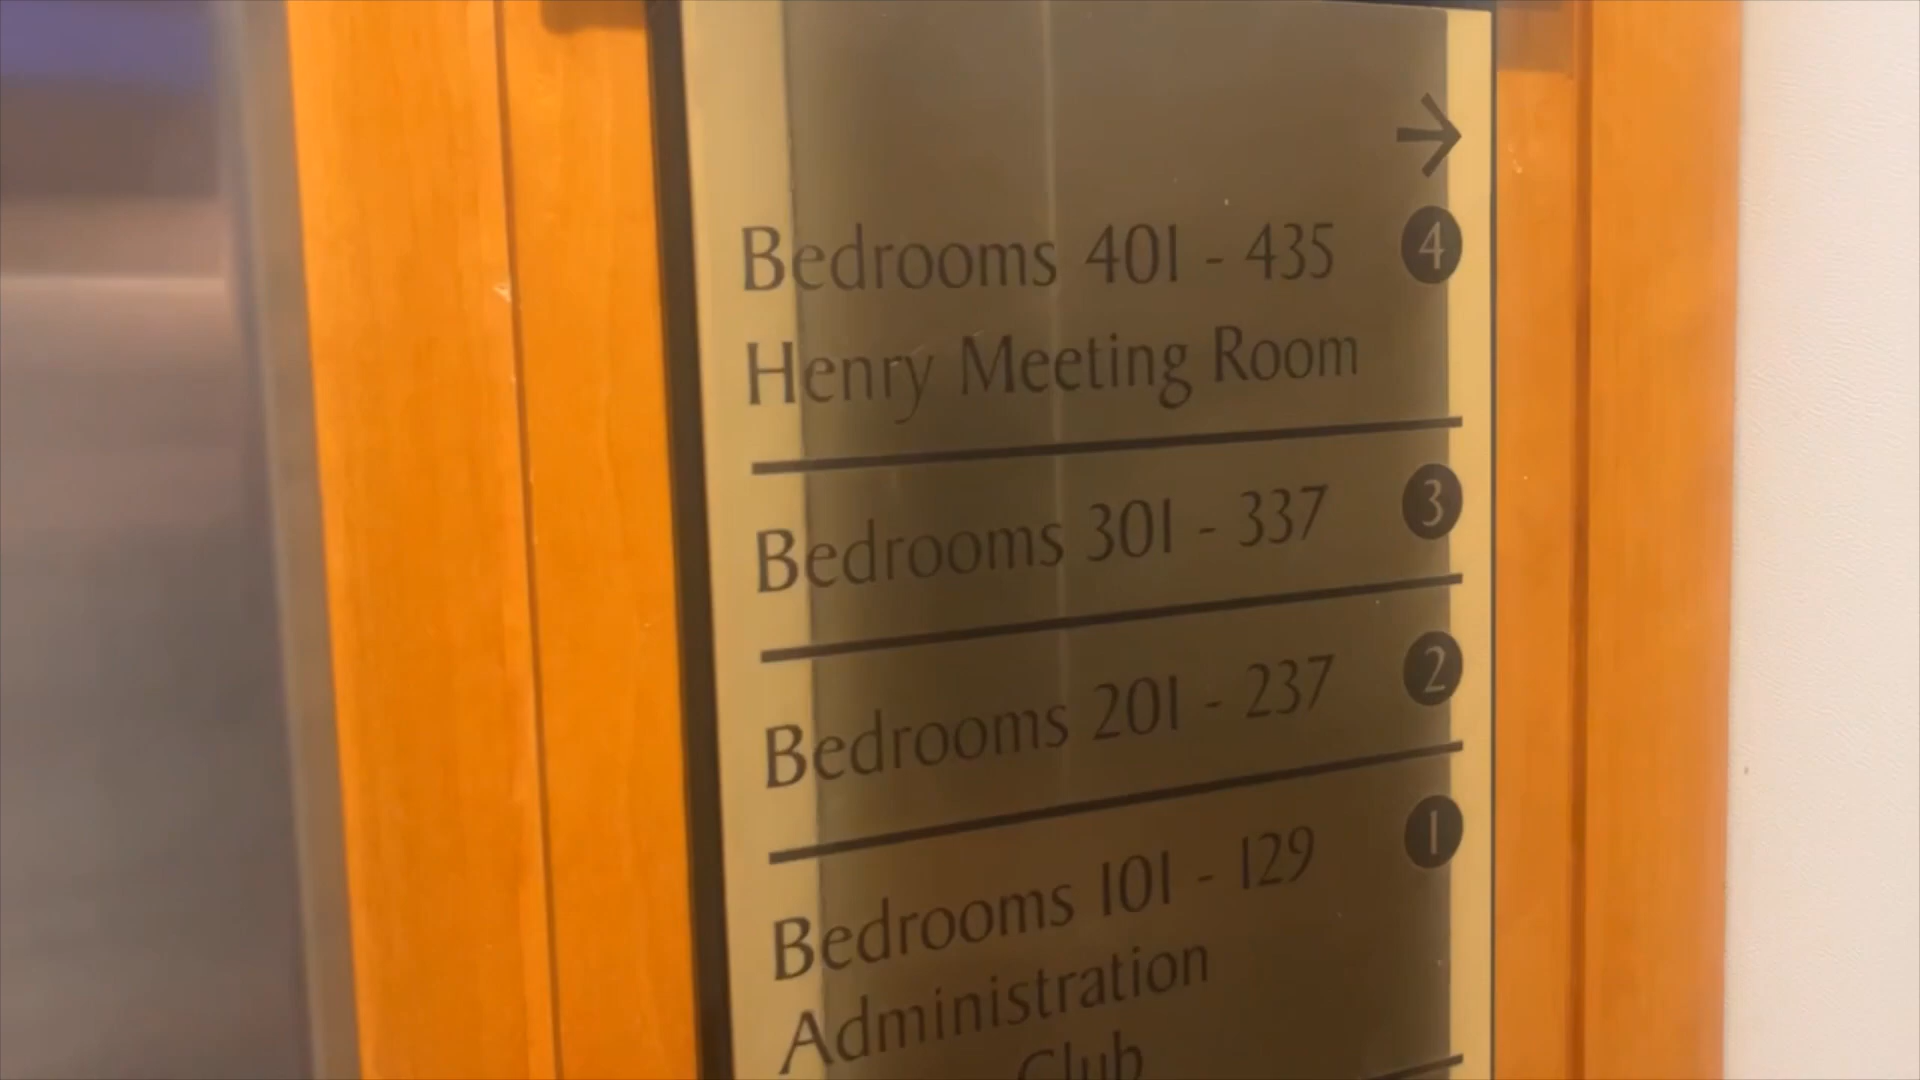 →
Bedrooms 401 - 435 4
Henry Meeting Room
Bedrooms 301 - 337 3
Bedrooms 201 - 237 2
Bedrooms 101 - 129 1
Administration
Club